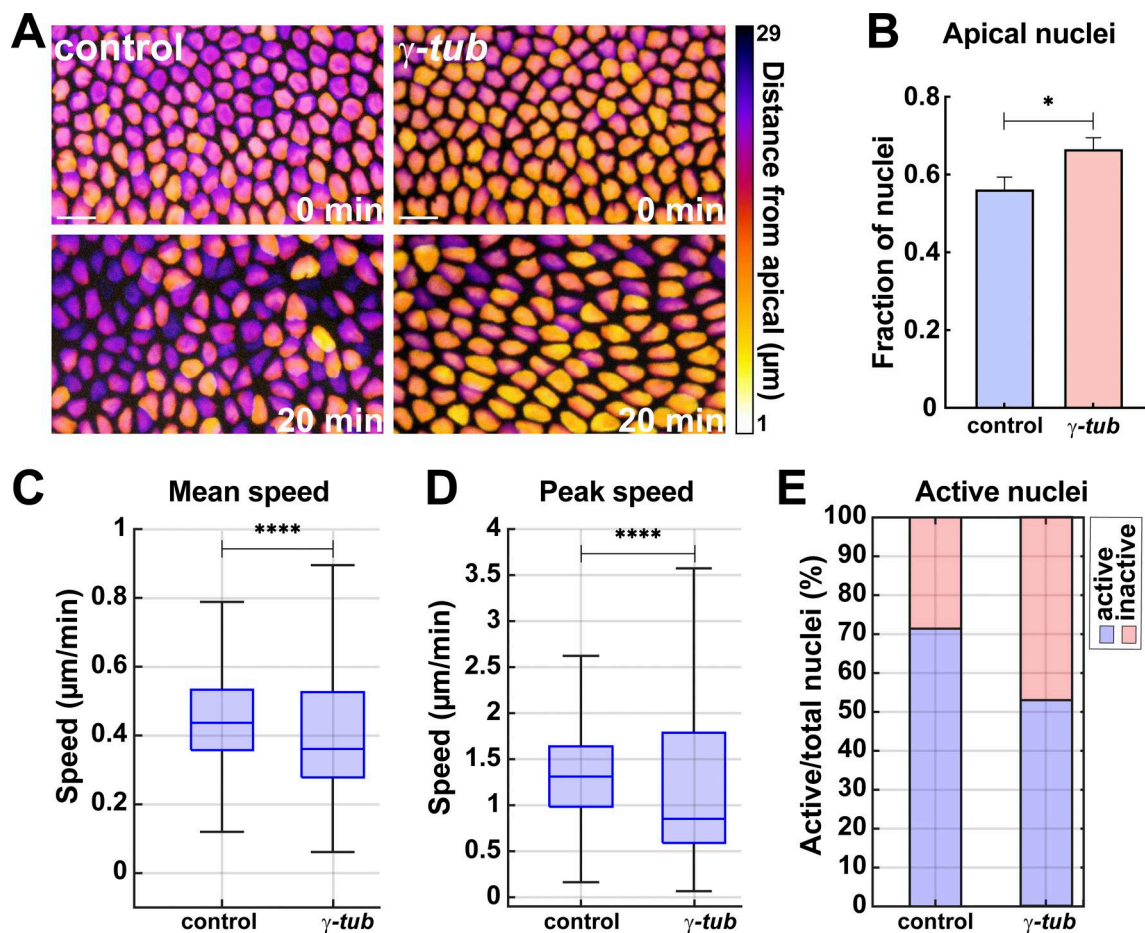 A
control
γ-tub
0 min
0 min
20 min
20 min
29
Distance from apical (µm)
1
B
Apical nuclei
Fraction of nuclei
0.8
0.6
0.4
0.2
0
*
control
γ-tub
C
Mean speed
Speed (µm/min)
1
0.8
0.6
0.4
0.2
0
****
control
γ-tub
D
Peak speed
Speed (µm/min)
4
3.5
3
2.5
2
1.5
1
0.5
0
****
control
γ-tub
E
Active nuclei
Active/total nuclei (%)
100
90
80
70
60
50
40
30
20
10
0
control
γ-tub
active
inactive